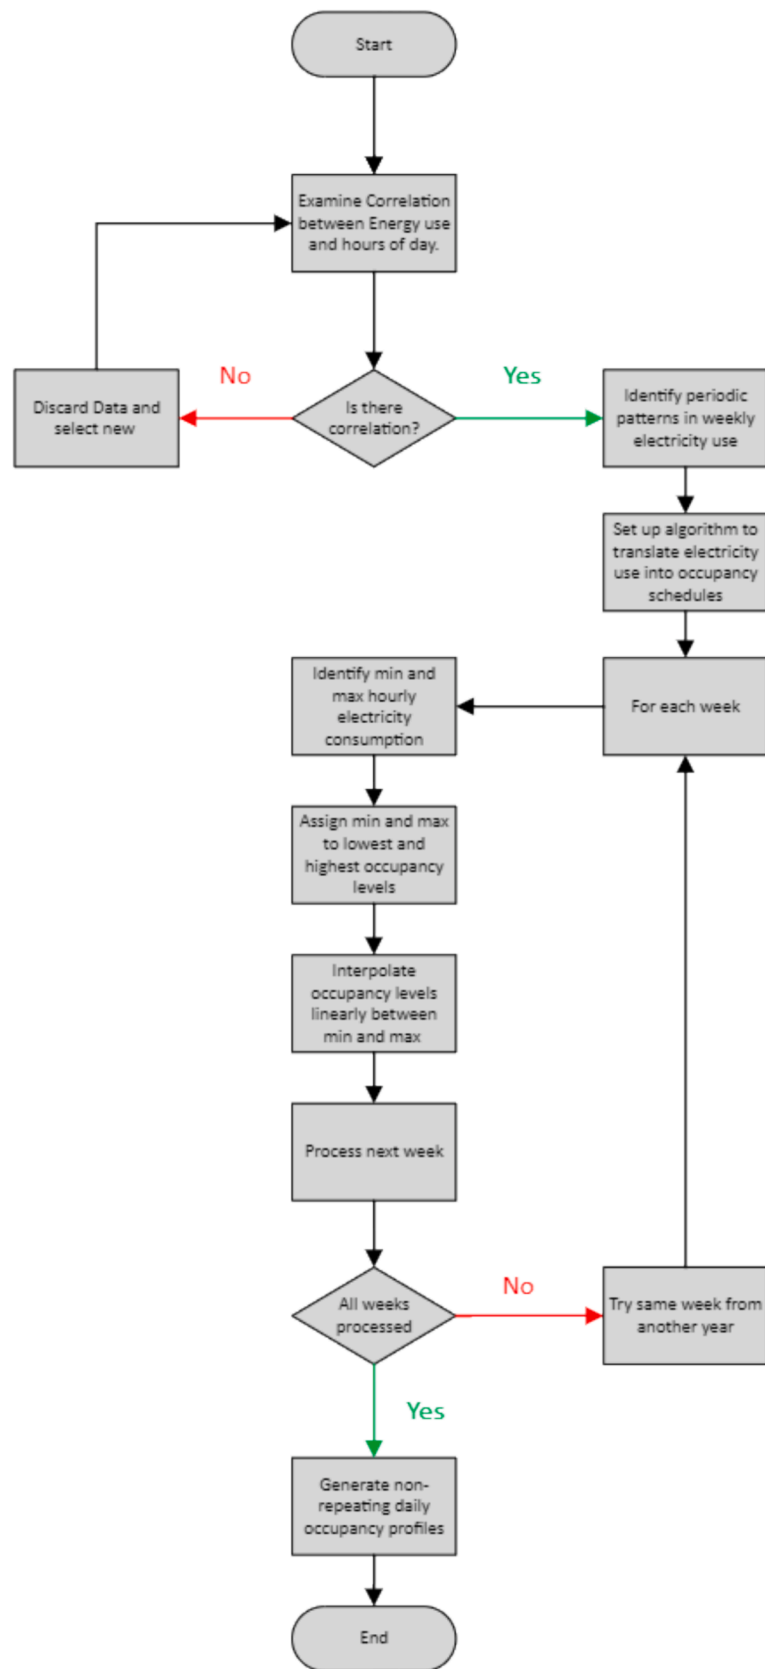 Start
Examine Correlation
between Energy use
and hours of day.
No
Yes
Discard Data and
select new
Is there
correlation?
Identify periodic
patterns in weekly
electricity use
Set up algorithm to
translate electricity
use into occupancy
schedules
Identify min and
max hourly
electricity
consumption
For each week
Assign min and max
to lowest and
highest occupancy
levels
Interpolate
occupancy levels
linearly between
min and max
Process next week
All weeks
processed
No
Try same week from
another year
Yes
Generate non-
repeating daily
occupancy profiles
End